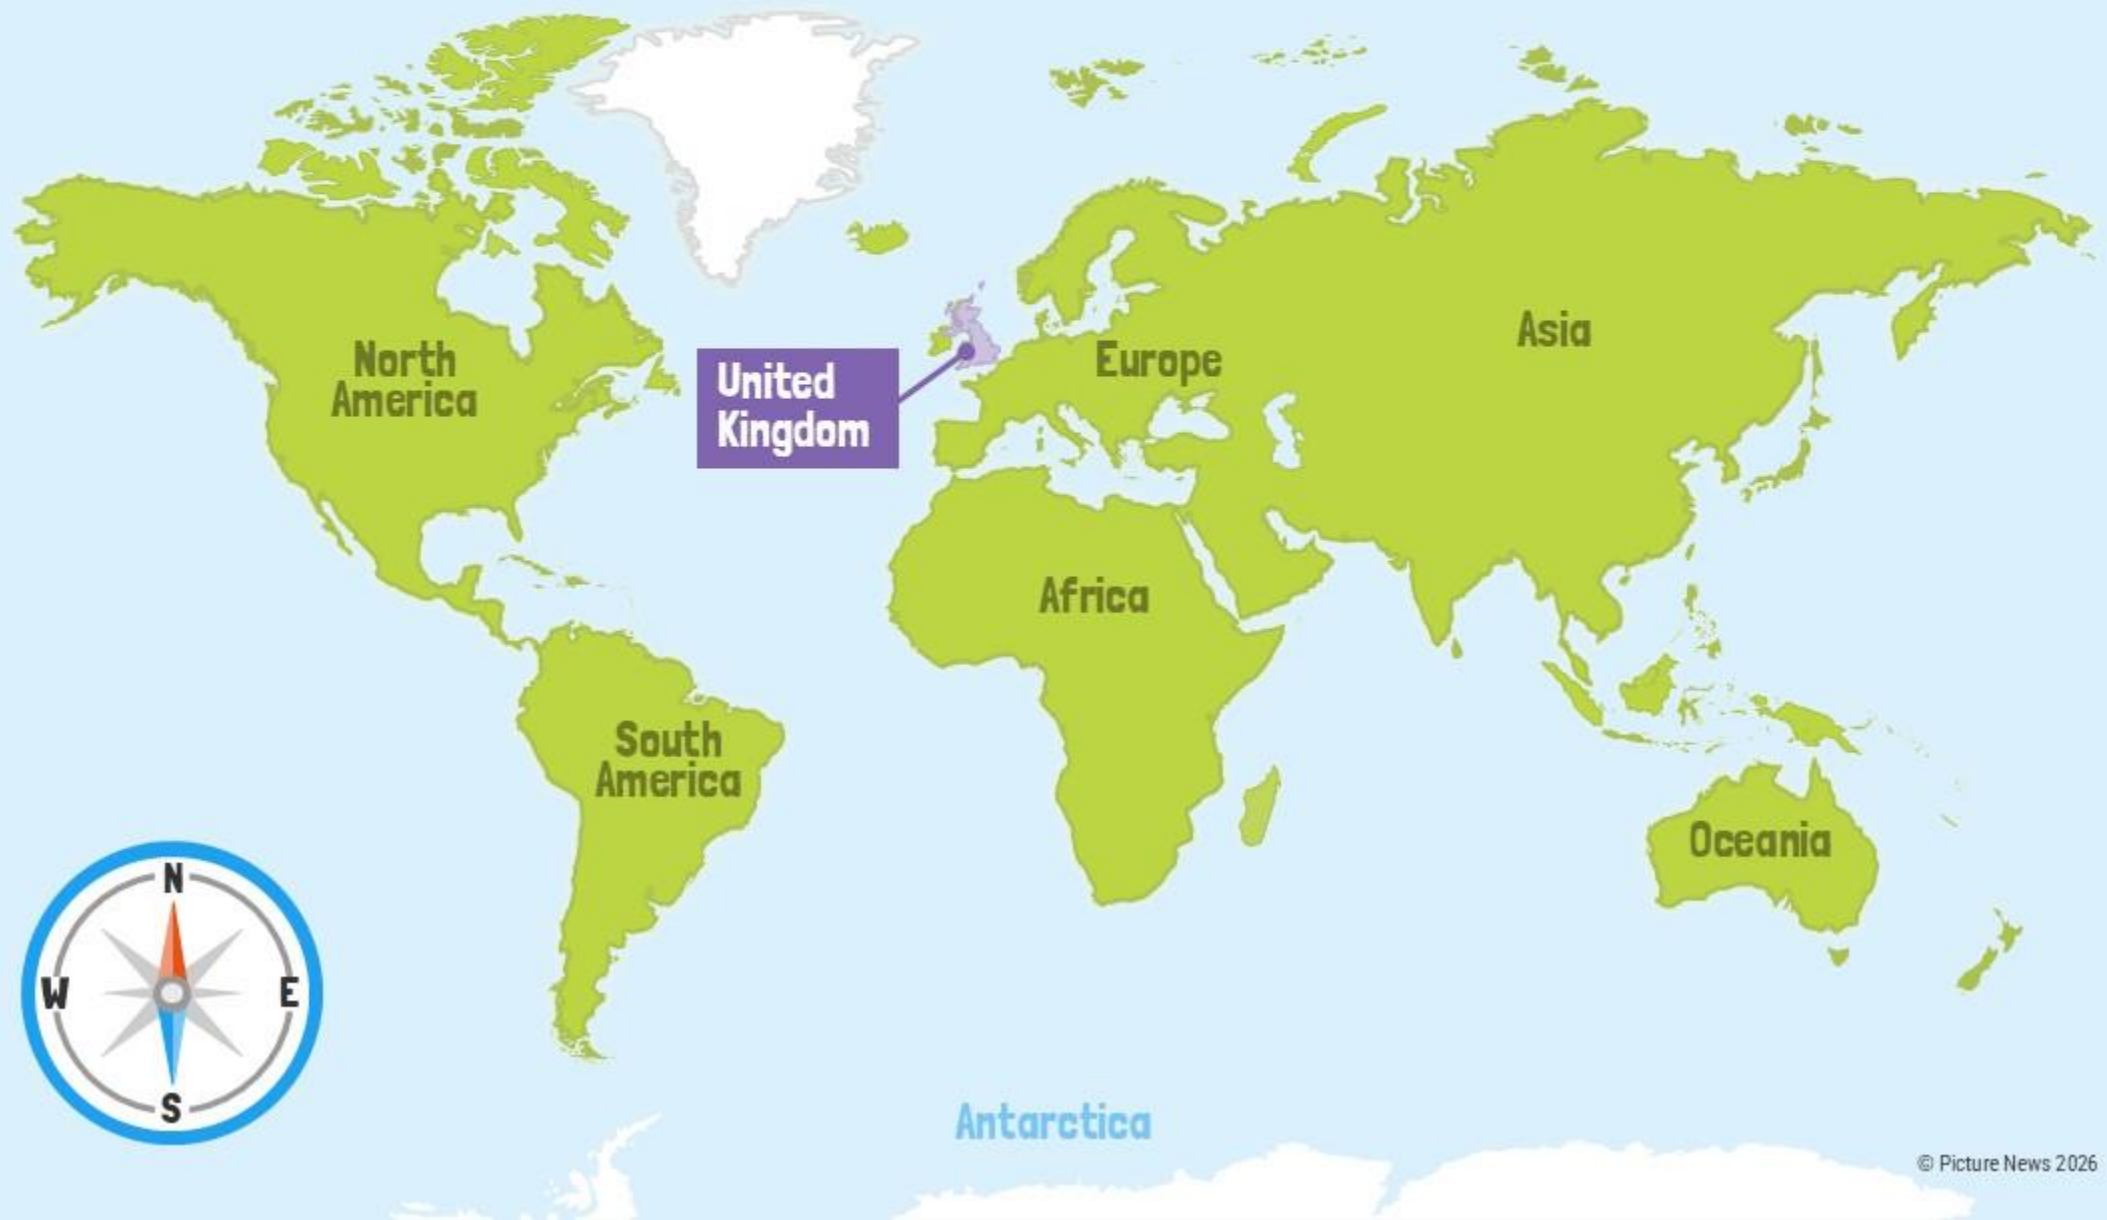 North
America
United
Kingdom
Europe
Asia
Africa
South
America
Oceania
N
W
E
S
Antarctica
© Picture News 2026